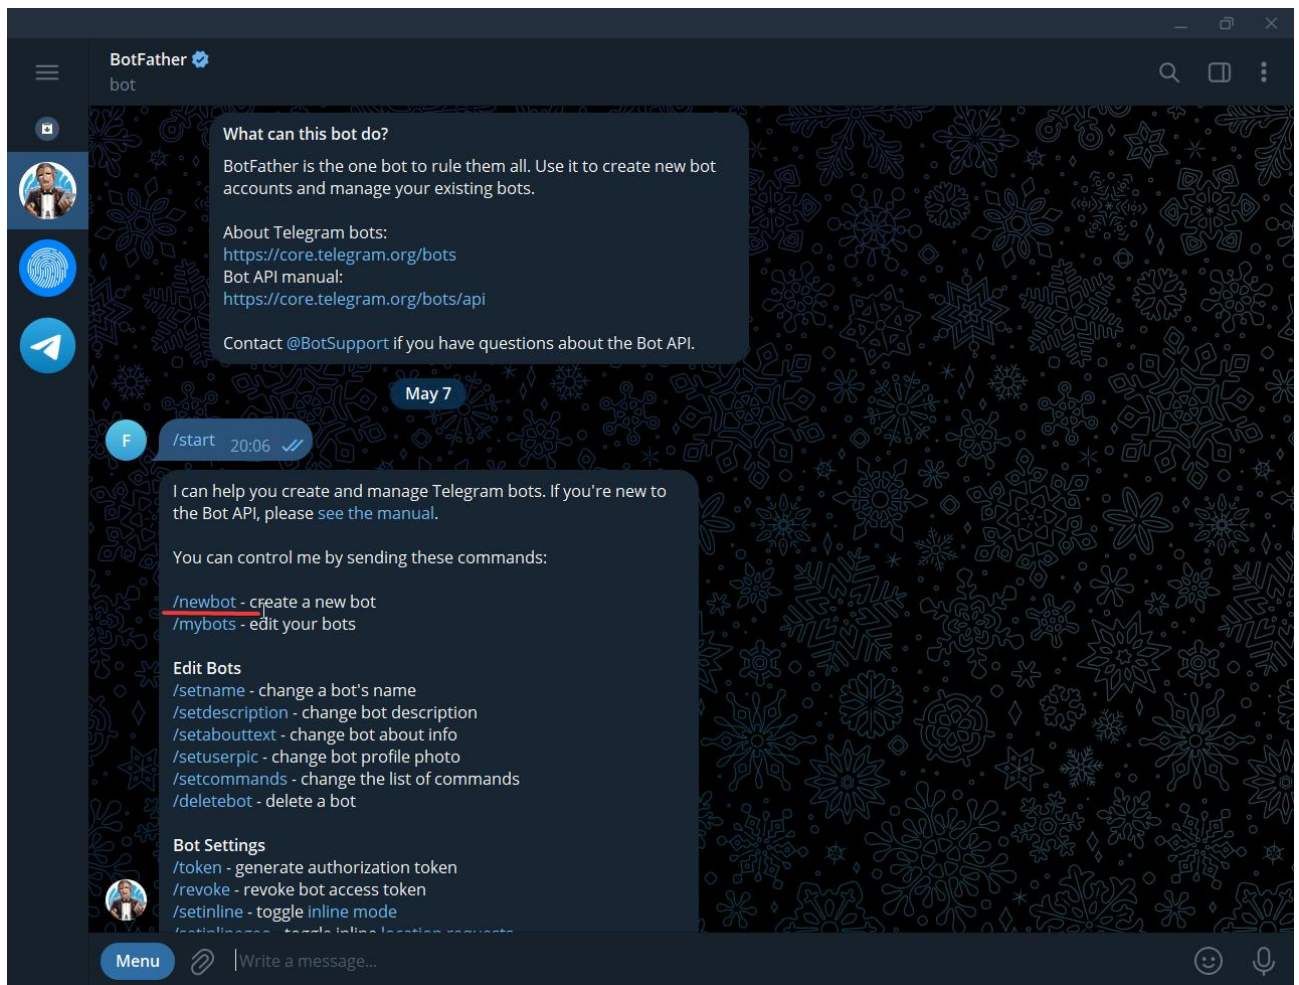 BotFather
bot
What can this bot do?
BotFather is the one bot to rule them all. Use it to create new bot
accounts and manage your existing bots.
About Telegram bots:
https://core.telegram.org/bots
Bot API manual:
https://core.telegram.org/bots/api
Contact @BotSupport if you have questions about the Bot API.
May 7
F
/start 20:06
I can help you create and manage Telegram bots. If you're new to
the Bot API, please see the manual.
You can control me by sending these commands:
/newbot - create a new bot
/mybots - edit your bots
Edit Bots
/setname - change a bot's name
/setdescription - change bot description
/setabouttext - change bot about info
/setuserpic - change bot profile photo
/setcommands - change the list of commands
/deletebot - delete a bot
Bot Settings
/token - generate authorization token
/revoke - revoke bot access token
/setinline - toggle inline mode
/setinlinegeo - toggle inline location requests
Menu
Write a message...